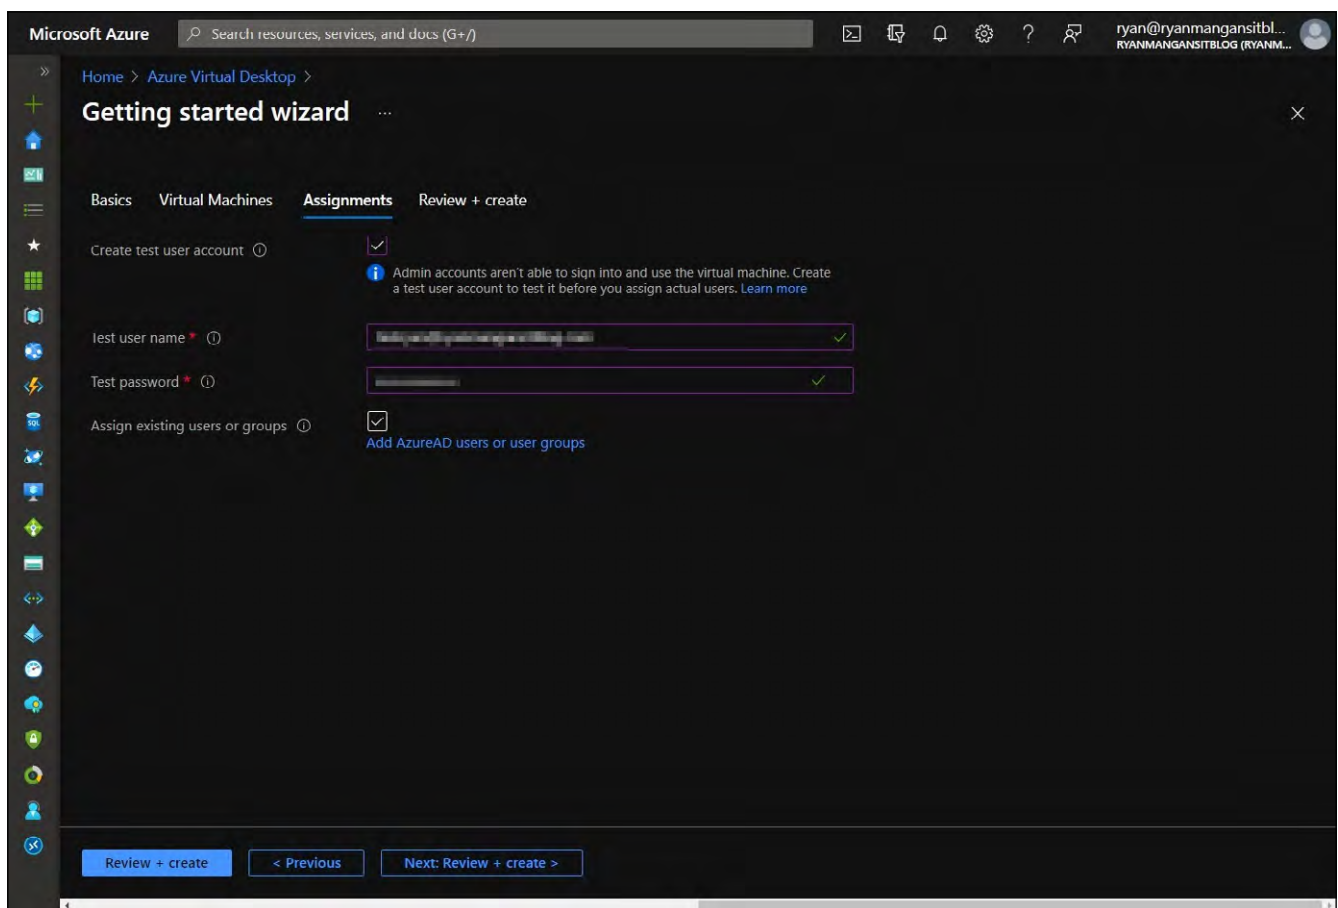 Microsoft Azure
Search resources, services, and docs (G+/)
ryan@ryanmangansitbl...
RYANMANGANSITBLOG (RYANM...
Home > Azure Virtual Desktop >
Getting started wizard ...
Basics Virtual Machines Assignments Review + create
Create test user account
Admin accounts aren't able to sign into and use the virtual machine. Create
a test user account to test it before you assign actual users. Learn more
Test user name *
Test password *
Assign existing users or groups
Add AzureAD users or user groups
Review + create < Previous Next: Review + create >